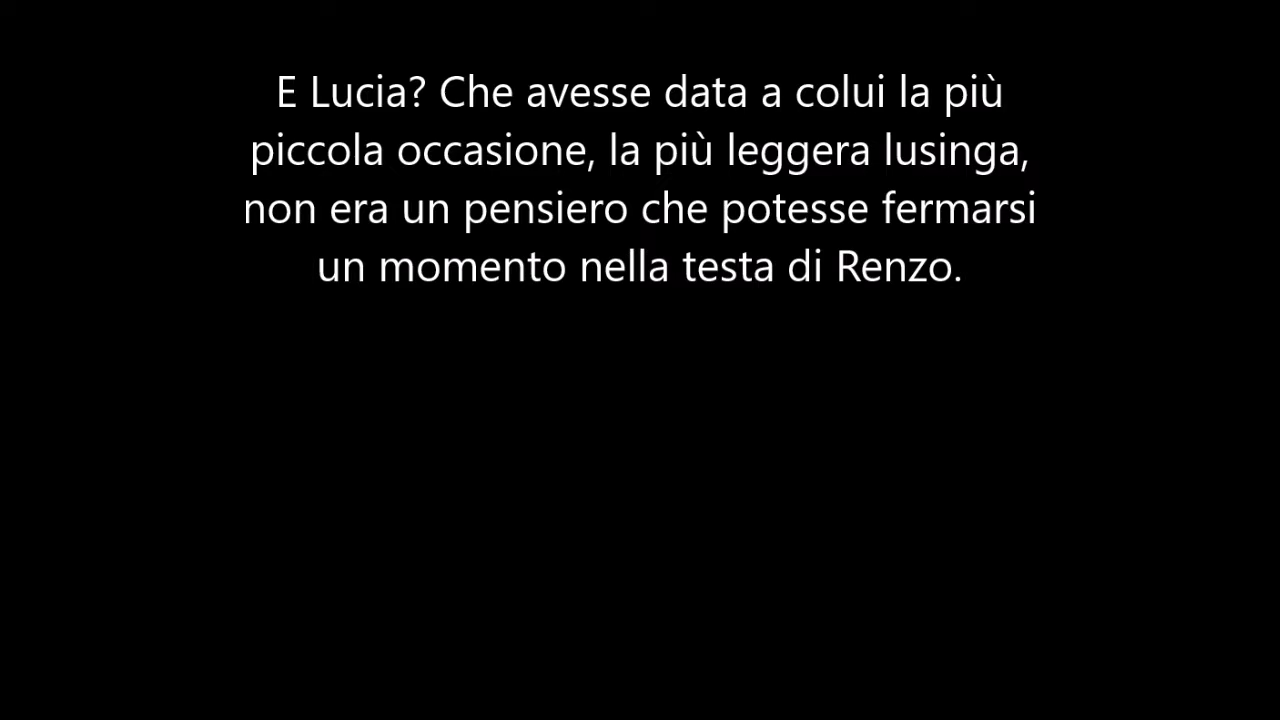 E Lucia? Che avesse data a colui la più
piccola occasione, la più leggera lusinga,
non era un pensiero che potesse fermarsi
un momento nella testa di Renzo.